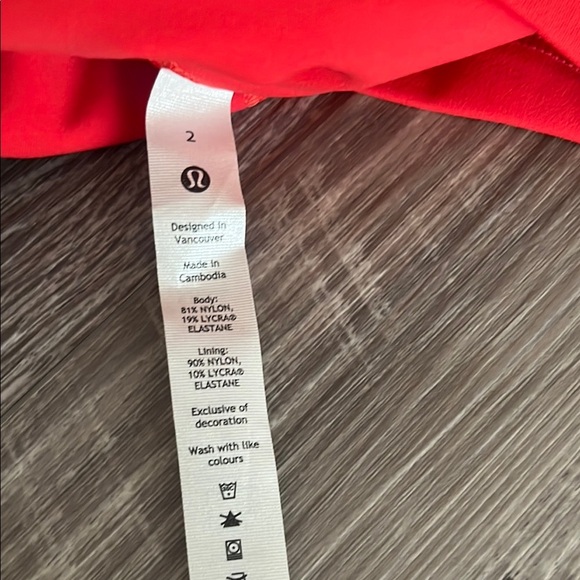 2
Designed in
Vancouver
Made in
Cambodia
Body:
81% NYLON,
19% LYCRA®
ELASTANE
Lining:
90% NYLON,
10% LYCRA®
ELASTANE
Exclusive of
decoration
Wash with like
colours